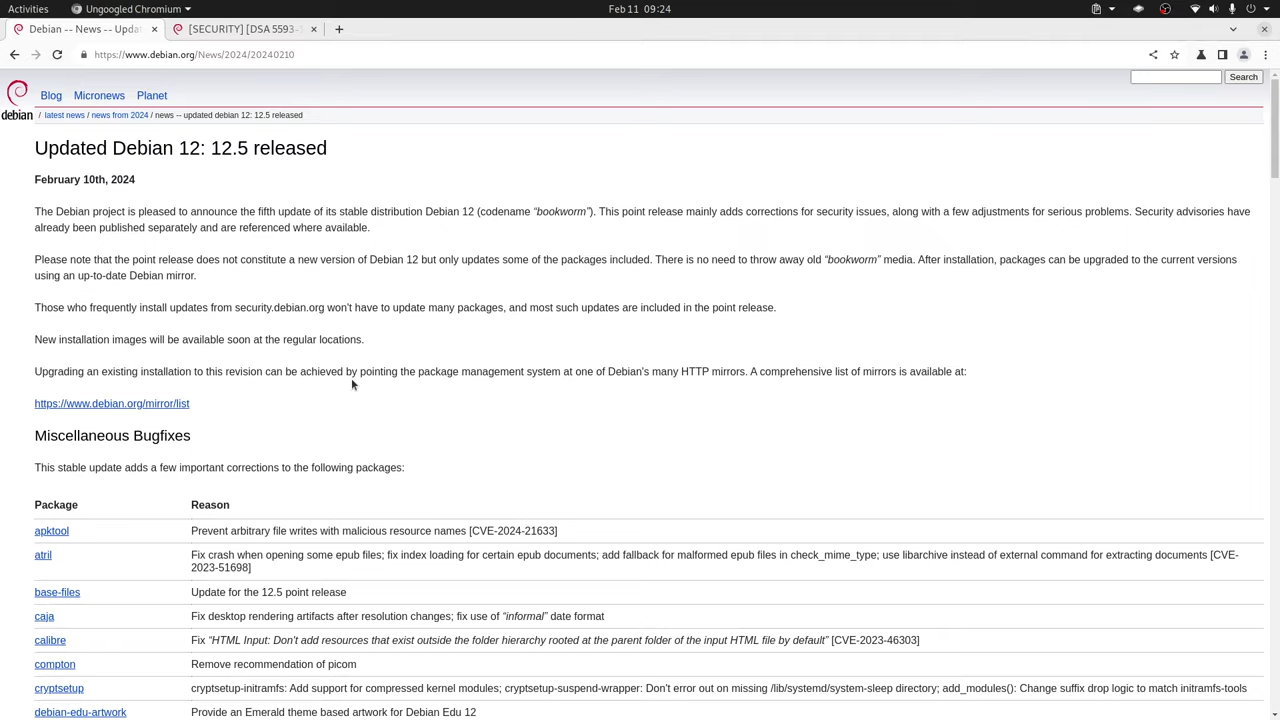 Activities
Ungoogled Chromium
Feb 11 09:24
Debian -- News -- Updat
[SECURITY] [DSA 5593-1
https://www.debian.org/News/2024/20240210
Search
debian
Blog Micronews Planet
/ latest news / news from 2024 / news -- updated debian 12: 12.5 released
Updated Debian 12: 12.5 released
February 10th, 2024
The Debian project is pleased to announce the fifth update of its stable distribution Debian 12 (codename “bookworm”). This point release mainly adds corrections for security issues, along with a few adjustments for serious problems. Security advisories have
already been published separately and are referenced where available.
Please note that the point release does not constitute a new version of Debian 12 but only updates some of the packages included. There is no need to throw away old “bookworm” media. After installation, packages can be upgraded to the current versions
using an up-to-date Debian mirror.
Those who frequently install updates from security.debian.org won't have to update many packages, and most such updates are included in the point release.
New installation images will be available soon at the regular locations.
Upgrading an existing installation to this revision can be achieved by pointing the package management system at one of Debian's many HTTP mirrors. A comprehensive list of mirrors is available at:
https://www.debian.org/mirror/list
Miscellaneous Bugfixes
This stable update adds a few important corrections to the following packages:
Package Reason
apktool Prevent arbitrary file writes with malicious resource names [CVE-2024-21633]
atril Fix crash when opening some epub files; fix index loading for certain epub documents; add fallback for malformed epub files in check_mime_type; use libarchive instead of external command for extracting documents [CVE-
2023-51698]
base-files Update for the 12.5 point release
caja Fix desktop rendering artifacts after resolution changes; fix use of “informal” date format
calibre Fix “HTML Input: Don't add resources that exist outside the folder hierarchy rooted at the parent folder of the input HTML file by default” [CVE-2023-46303]
compton Remove recommendation of picom
cryptsetup cryptsetup-initramfs: Add support for compressed kernel modules; cryptsetup-suspend-wrapper: Don't error out on missing /lib/systemd/system-sleep directory; add_modules(): Change suffix drop logic to match initramfs-tools
debian-edu-artwork Provide an Emerald theme based artwork for Debian Edu 12